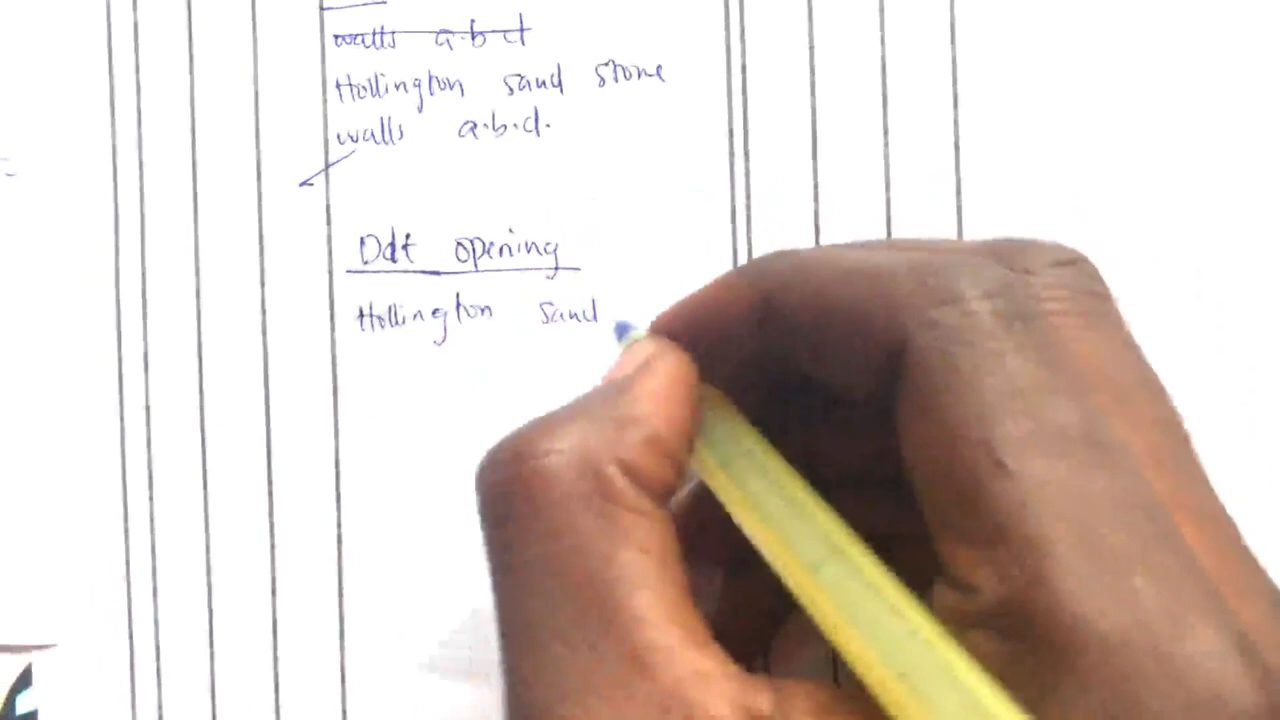 walls a.b.d
Hollington sand stone
walls a.b.d.
Ddt opening
Hollington sand